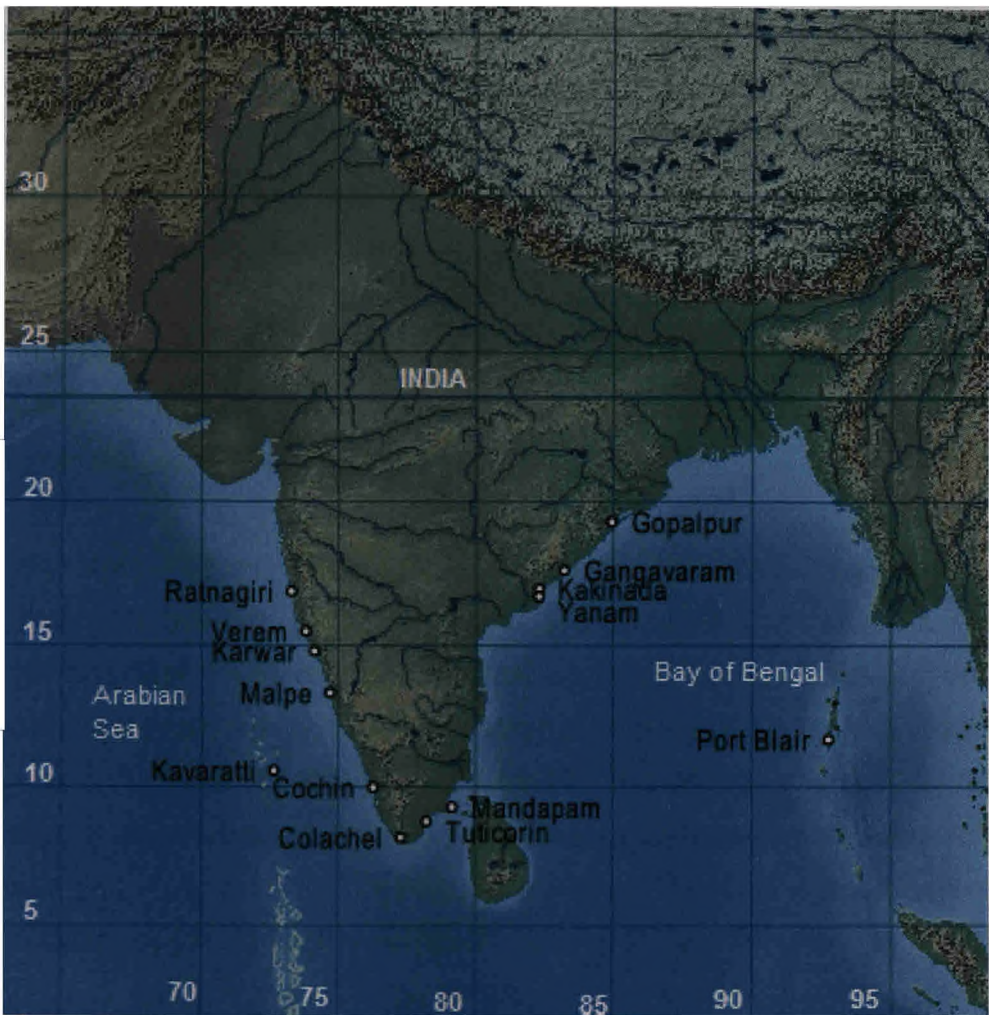 30
25
INDIA
20
Gopalpur
Gangavaram
Ratnagiri
Kakinada
Yanam
Verem
15
Karwar
Bay of Bengal
Malpe
Arabian
Sea
Port Blair
Kavaratti
10
Cochin
Mandapam
Colachel
Tuticorin
5
70
75
80
85
90
95